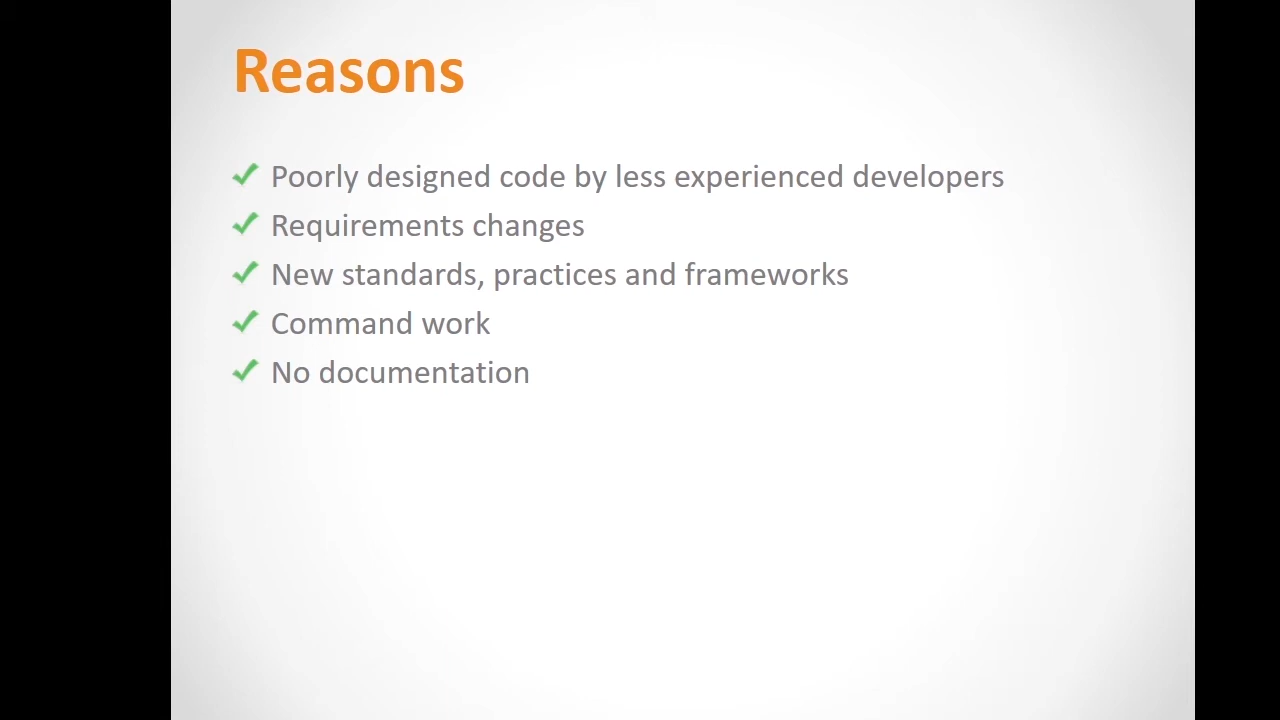 Reasons
Poorly designed code by less experienced developers
Requirements changes
New standards, practices and frameworks
Command work
No documentation